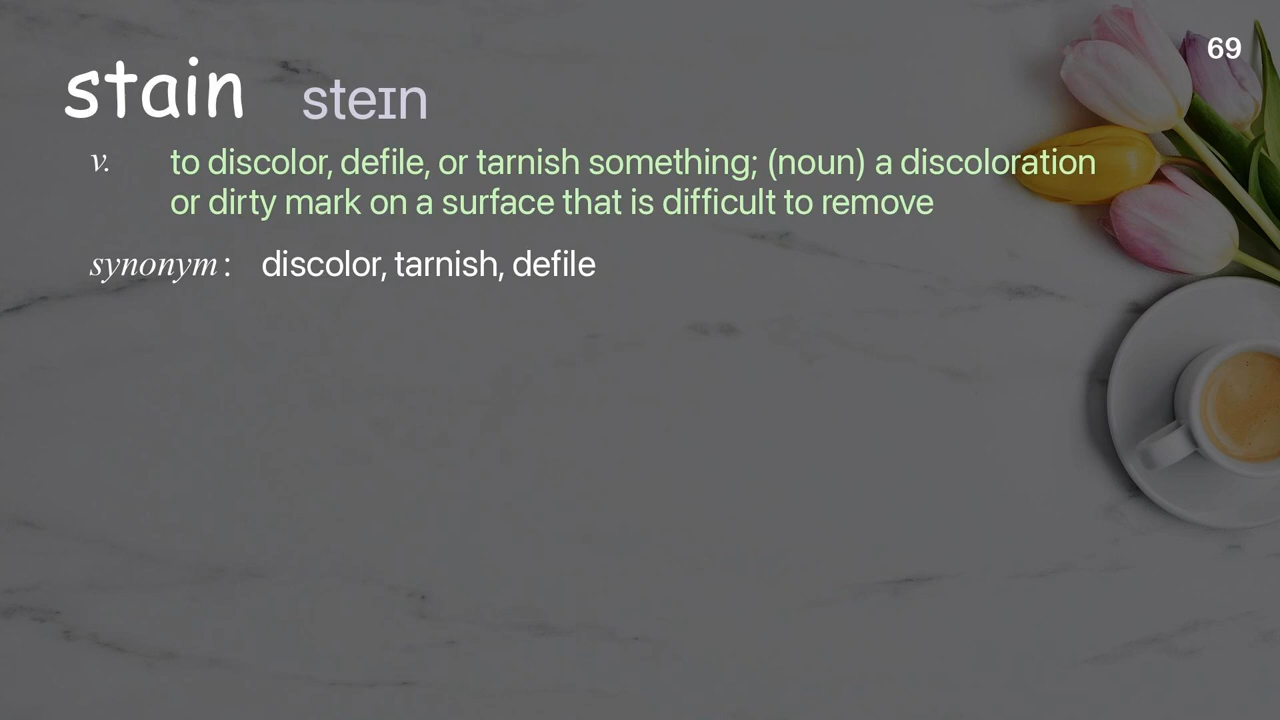 69
stain steɪn
v. to discolor, defile, or tarnish something; (noun) a discoloration
or dirty mark on a surface that is difficult to remove
synonym : discolor, tarnish, defile